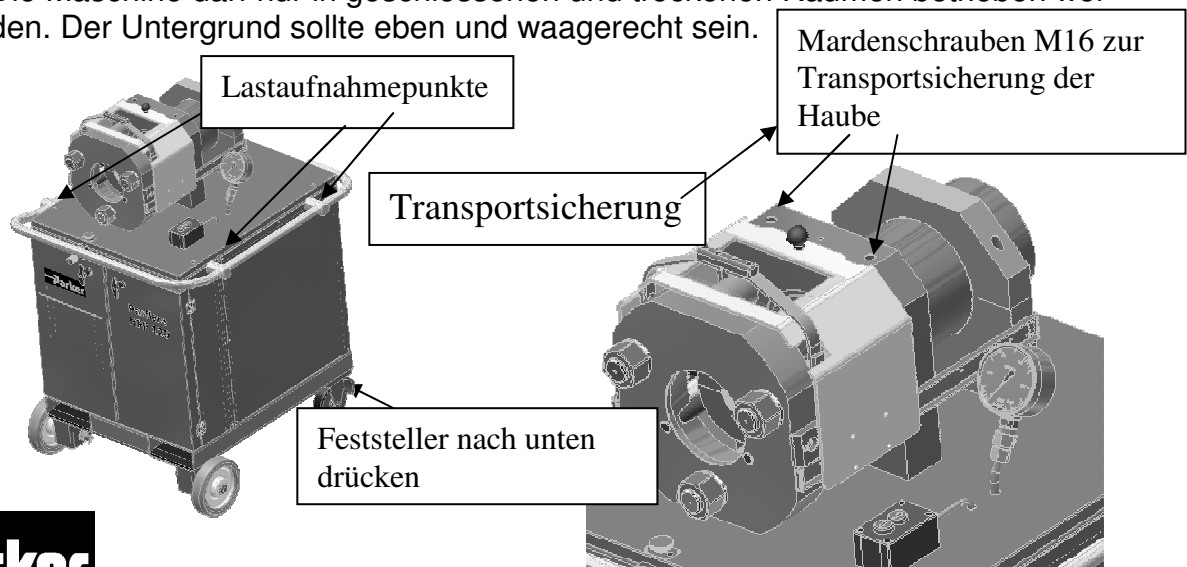 den. Der Untergrund sollte eben und waagerecht sein.
Lastaufnahmepunkte
Mardenschrauben M16 zur
Transportsicherung der
Haube
Transportsicherung
Parker
Feststeller nach unten
drücken